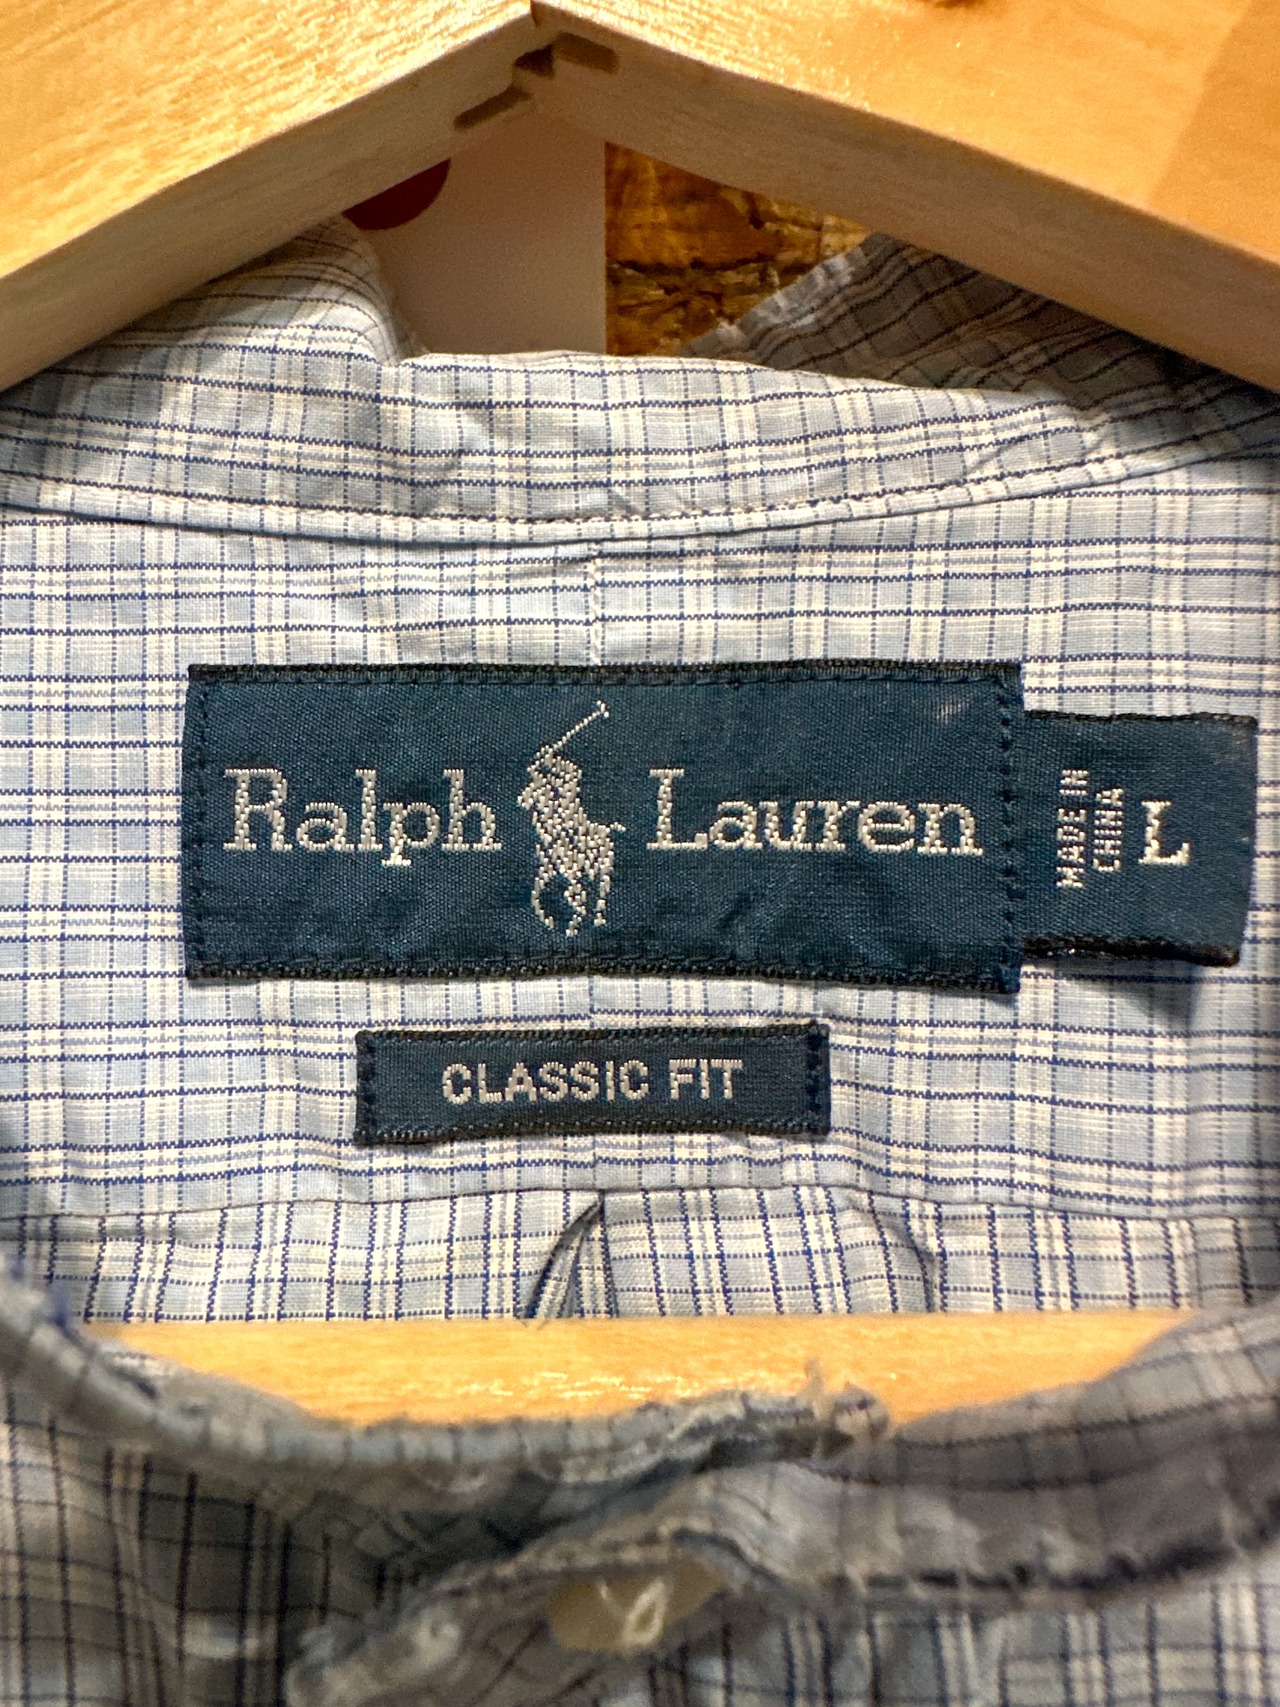 Ralph Lauren
MADE IN
CHINA
L
CLASSIC FIT